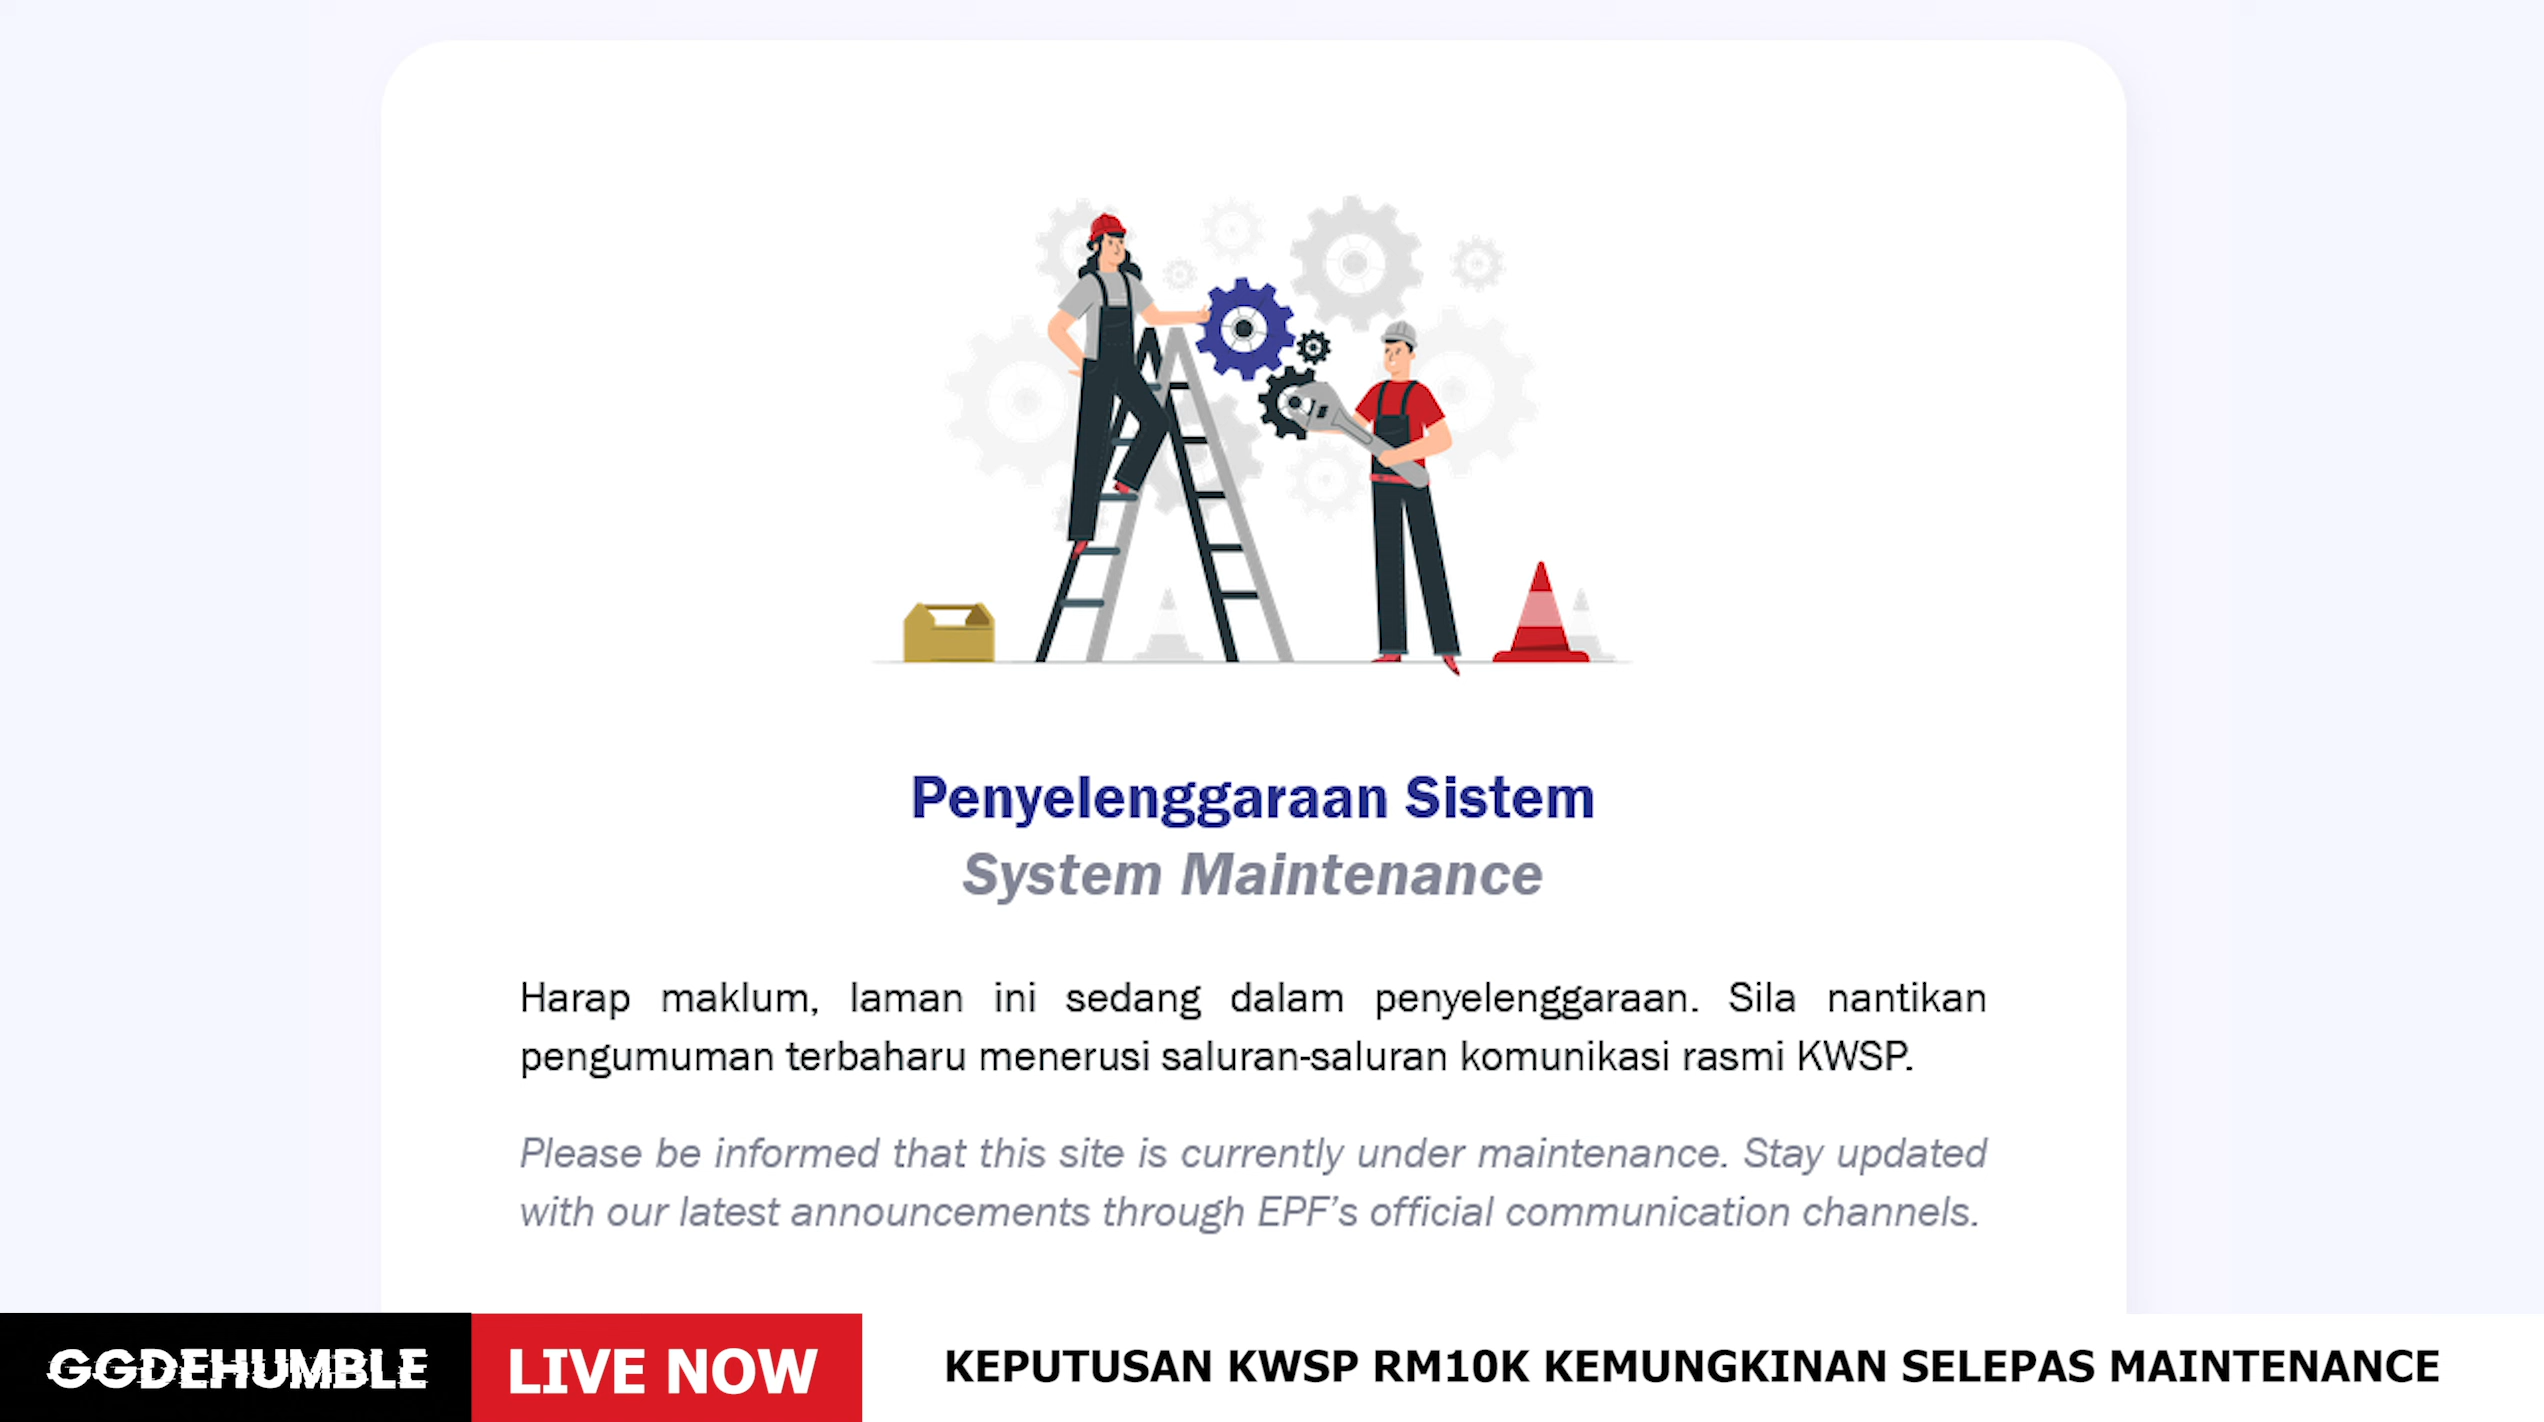 Penyelenggaraan Sistem
System Maintenance
Harap maklum, laman ini sedang dalam penyelenggaraan. Sila nantikan
pengumuman terbaharu menerusi saluran-saluran komunikasi rasmi KWSP.
Please be informed that this site is currently under maintenance. Stay updated
with our latest announcements through EPF’s official communication channels.
GGDEHUMBLE
LIVE NOW
KEPUTUSAN KWSP RM10K KEMUNGKINAN SELEPAS MAINTENANCE